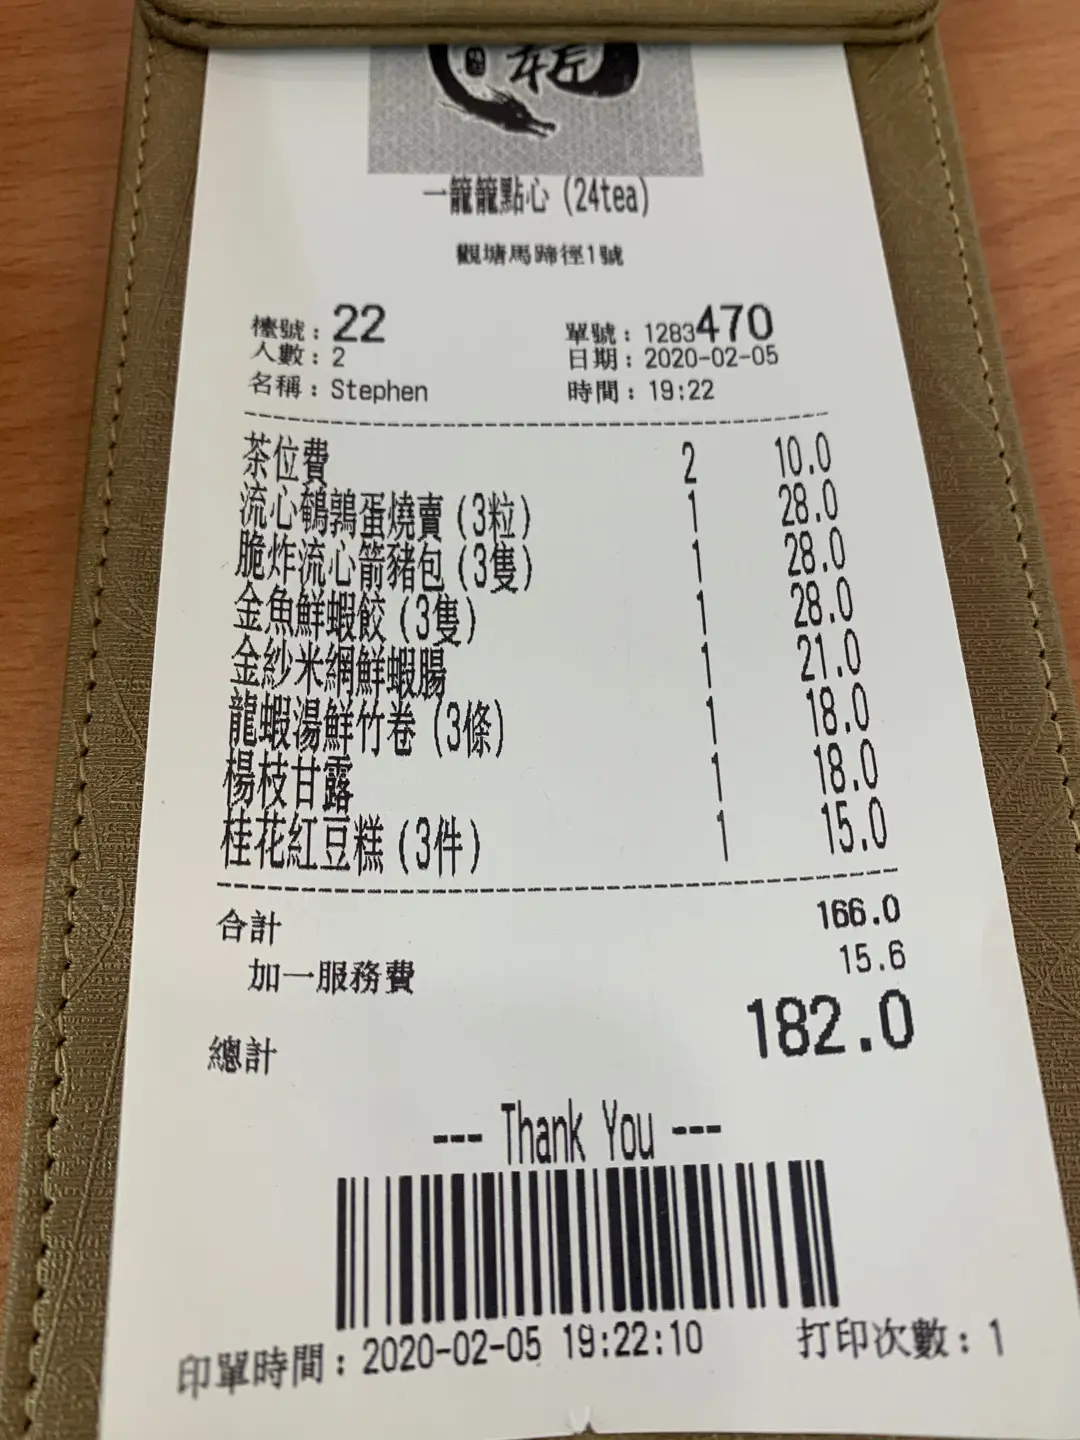 一籠籠點心 (24tea)
觀塘馬蹄徑1號
檯號：22 單號：1283470
人數：2 日期：2020-02-05
名稱：Stephen 時間：19:22
茶位費 2 10.0
流心鵪鶉蛋燒賣(3粒) 1 28.0
脆炸流心箭豬包(3隻) 1 28.0
金魚鮮蝦餃(3隻) 1 28.0
金紗米網鮮蝦腸 1 21.0
龍蝦湯鮮竹卷(3條) 1 18.0
楊枝甘露 1 18.0
桂花紅豆糕(3件) 1 15.0
合計 166.0
加一服務費 15.6
總計 182.0
--- Thank You ---
印單時間：2020-02-05 19:22:10 打印次數：1